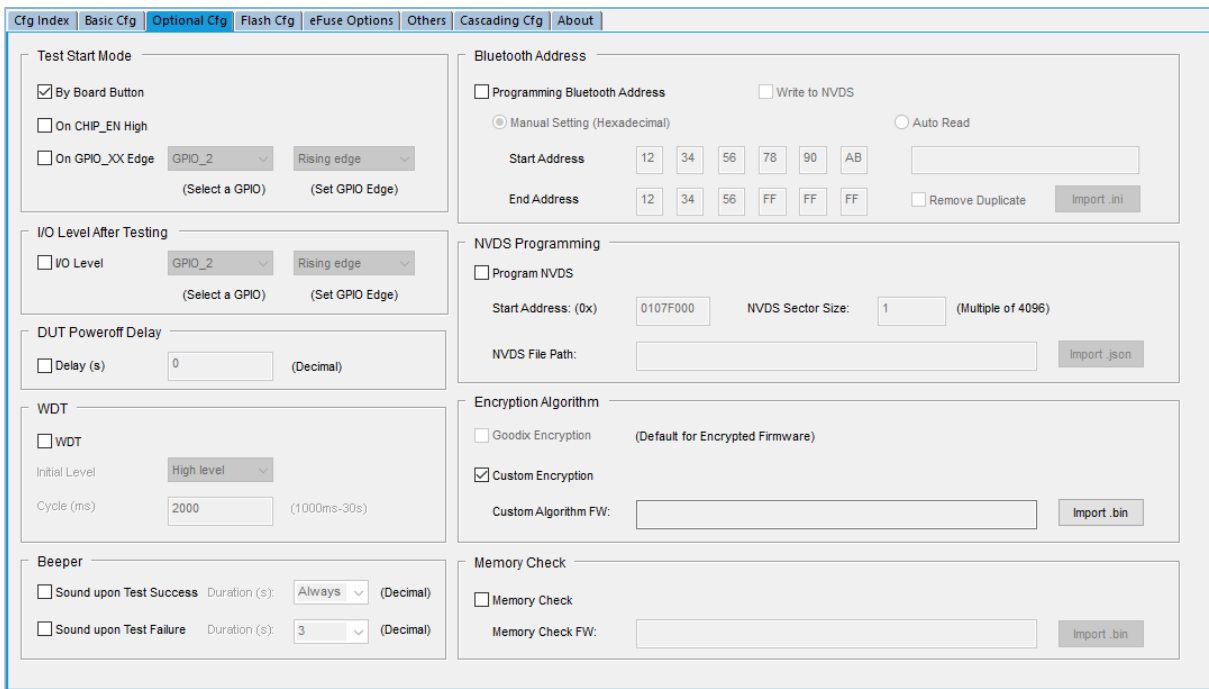 Cfg Index Basic Cfg Optional Cfg Flash Cfg eFuse Options Others Cascading Cfg About
Test Start Mode
By Board Button
On CHIP_EN High
On GPIO_XX Edge GPIO_2 Rising edge
(Select a GPIO) (Set GPIO Edge)
I/O Level After Testing
I/O Level GPIO_2 Rising edge
(Select a GPIO) (Set GPIO Edge)
DUT Poweroff Delay
Delay (s) 0 (Decimal)
WDT
WDT
Initial Level High level
Cycle (ms) 2000 (1000ms-30s)
Beeper
Sound upon Test Success Duration (s): Always (Decimal)
Sound upon Test Failure Duration (s): 3 (Decimal)
Bluetooth Address
Programming Bluetooth Address Write to NVDS
Manual Setting (Hexadecimal) Auto Read
Start Address 12 34 56 78 90 AB
End Address 12 34 56 FF FF FF Remove Duplicate Import .ini
NVDS Programming
Program NVDS
Start Address: (0x) 0107F000 NVDS Sector Size: 1 (Multiple of 4096)
NVDS File Path: Import .json
Encryption Algorithm
Goodix Encryption (Default for Encrypted Firmware)
Custom Encryption
Custom Algorithm FW: Import .bin
Memory Check
Memory Check
Memory Check FW: Import .bin